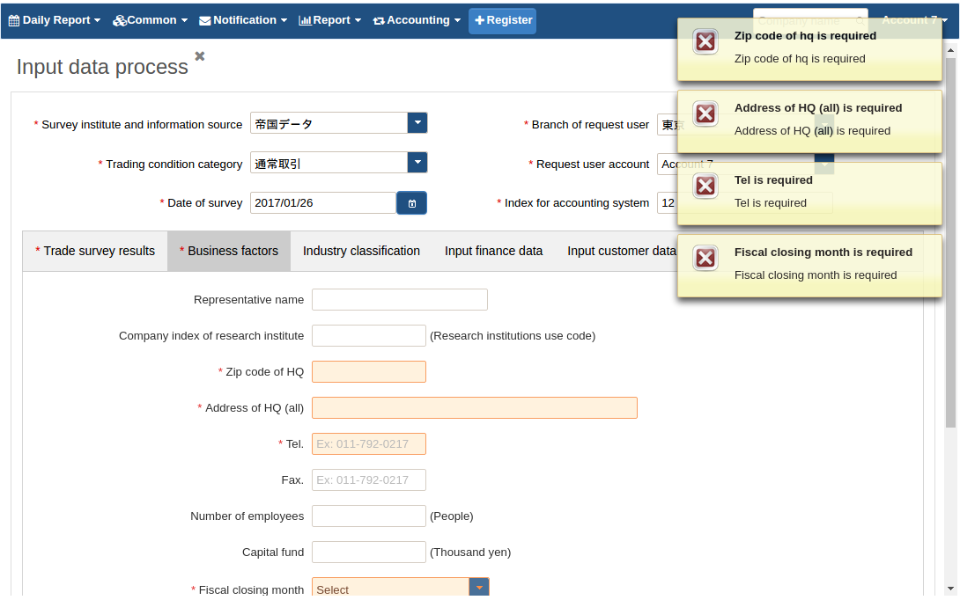 Daily Report Common Notification Report Accounting + Register Company name Account 7
Input data process
Zip code of hq is required
Zip code of hq is required
Address of HQ (all) is required
Address of HQ (all) is required
Tel is required
Tel is required
Fiscal closing month is required
Fiscal closing month is required
* Survey institute and information source 帝国データ * Branch of request user 東京
* Trading condition category 通常取引 * Request user account Account 7
* Date of survey 2017/01/26 * Index for accounting system 12
* Trade survey results * Business factors Industry classification Input finance data Input customer data
Representative name
Company index of research institute (Research institutions use code)
* Zip code of HQ
* Address of HQ (all)
* Tel. Ex: 011-792-0217
Fax. Ex: 011-792-0217
Number of employees (People)
Capital fund (Thousand yen)
* Fiscal closing month Select